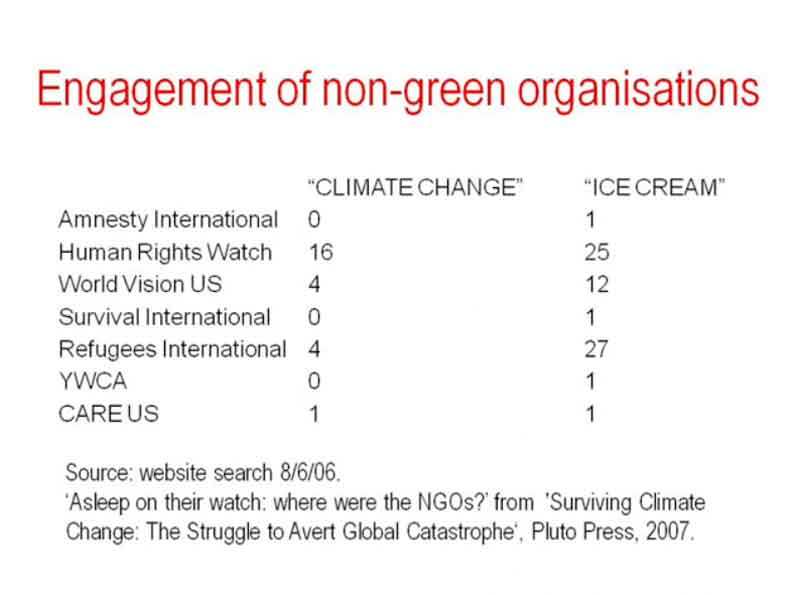 Engagement of non-green organisations
“CLIMATE CHANGE” “ICE CREAM”
Amnesty International 0 1
Human Rights Watch 16 25
World Vision US 4 12
Survival International 0 1
Refugees International 4 27
YWCA 0 1
CARE US 1 1
Source: website search 8/6/06.
‘Asleep on their watch: where were the NGOs?’ from 'Surviving Climate
Change: The Struggle to Avert Global Catastrophe‘, Pluto Press, 2007.